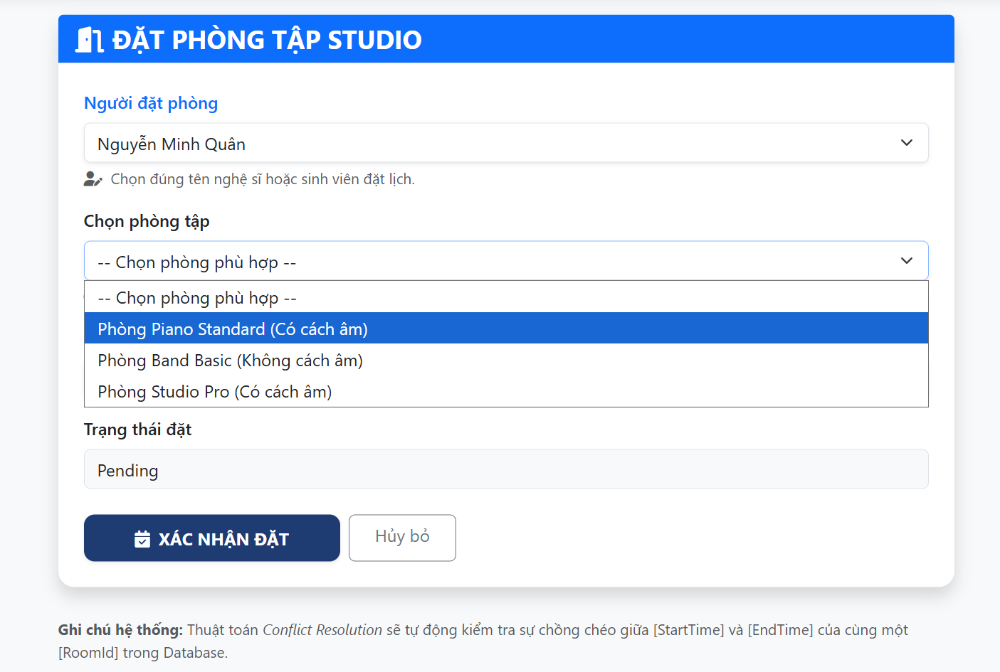 ĐẶT PHÒNG TẬP STUDIO
Người đặt phòng
Nguyễn Minh Quân
Chọn đúng tên nghệ sĩ hoặc sinh viên đặt lịch.
Chọn phòng tập
-- Chọn phòng phù hợp --
-- Chọn phòng phù hợp --
Phòng Piano Standard (Có cách âm)
Phòng Band Basic (Không cách âm)
Phòng Studio Pro (Có cách âm)
Trạng thái đặt
Pending
XÁC NHẬN ĐẶT
Hủy bỏ
Ghi chú hệ thống: Thuật toán Conflict Resolution sẽ tự động kiểm tra sự chồng chéo giữa [StartTime] và [EndTime] của cùng một
[RoomId] trong Database.